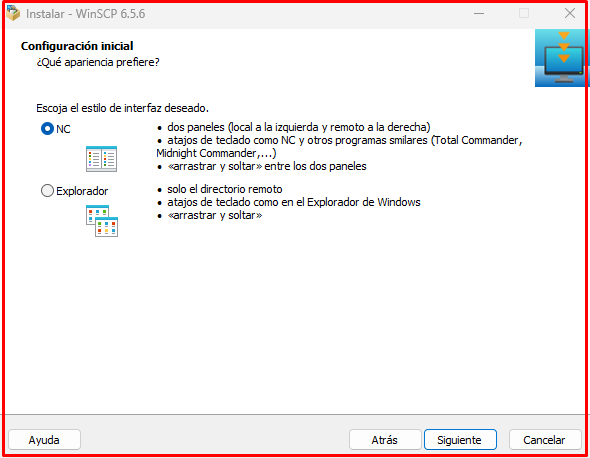 Instalar - WinSCP 6.5.6
Configuración inicial
¿Qué apariencia prefiere?
Escoja el estilo de interfaz deseado.
NC
• dos paneles (local a la izquierda y remoto a la derecha)
• atajos de teclado como NC y otros programas smilares (Total Commander,
Midnight Commander,...)
• «arrastrar y soltar» entre los dos paneles
Explorador
• solo el directorio remoto
• atajos de teclado como en el Explorador de Windows
• «arrastrar y soltar»
Ayuda
Atrás
Siguiente
Cancelar